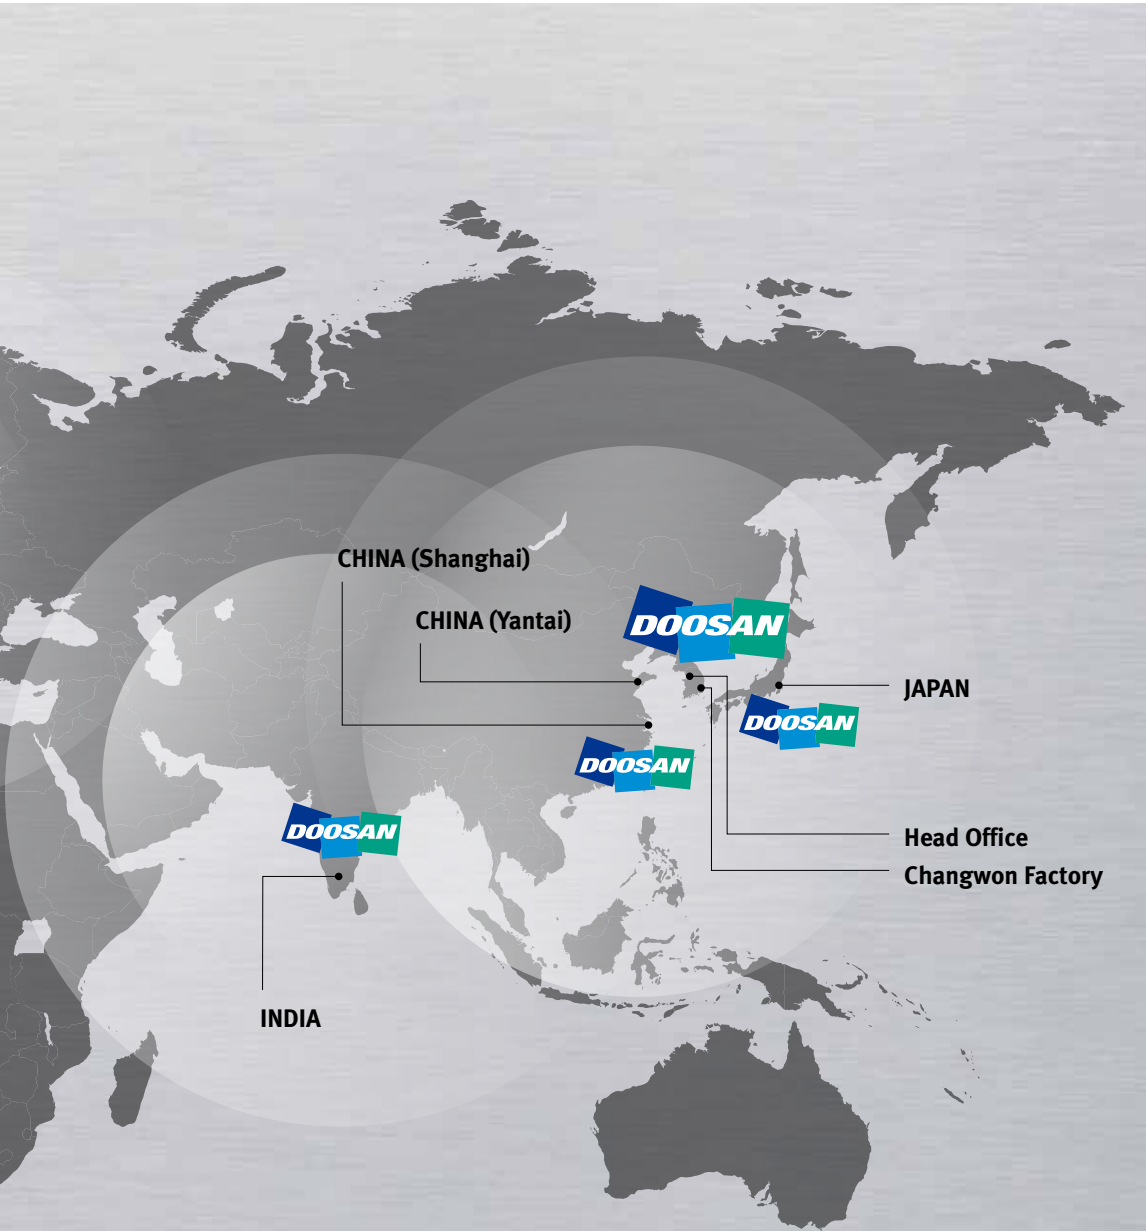 CHINA (Shanghai)
CHINA (Yantai)
DOOSAN
JAPAN
DOOSAN
DOOSAN
DOOSAN
Head Office
Changwon Factory
INDIA